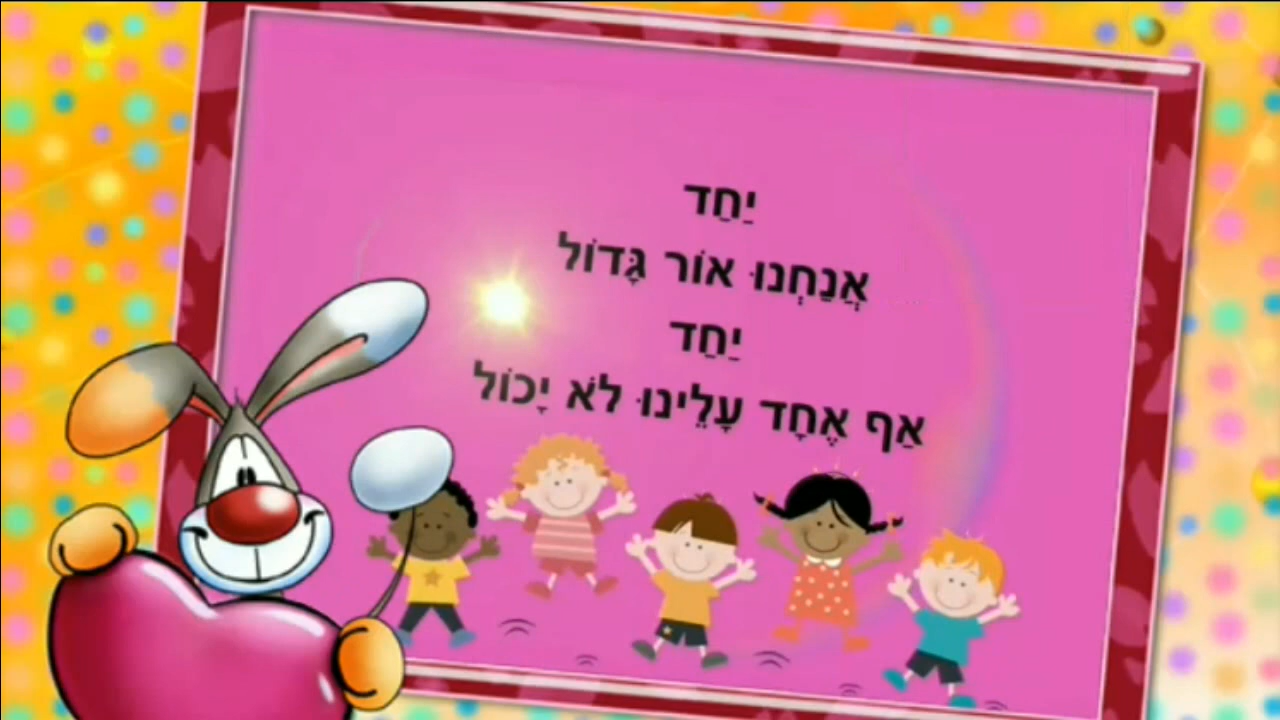 יַחַד
אֲנַחְנוּ אוֹר גָּדוֹל
יַחַד
אַף אֶחָד עָלֵינוּ לֹא יָכוֹל